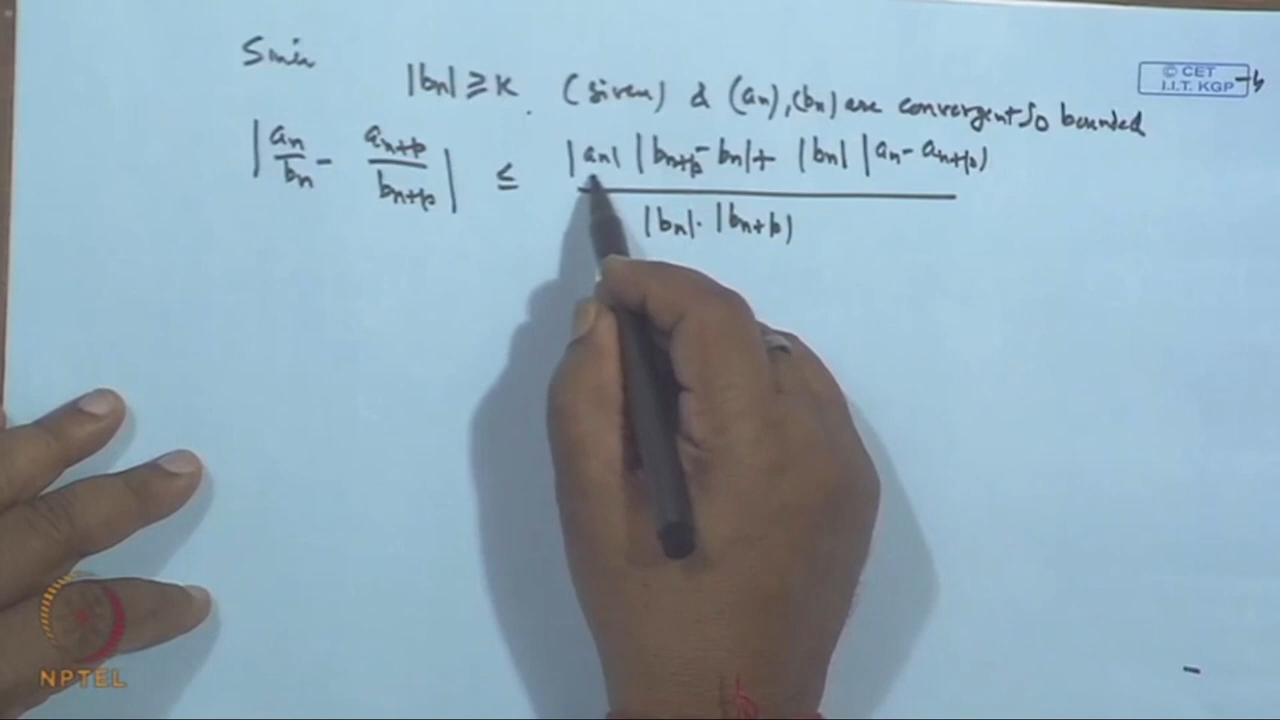 Since
|bn| ≥ K. (Given) & (an), (bn) are convergent So bounded
© CET
I.I.T. KGP
|an/bn - an+p/bn+p| ≤ |an| |bn+p - bn| + |bn| |an - an+p| / |bn|. |bn+p|
NPTEL